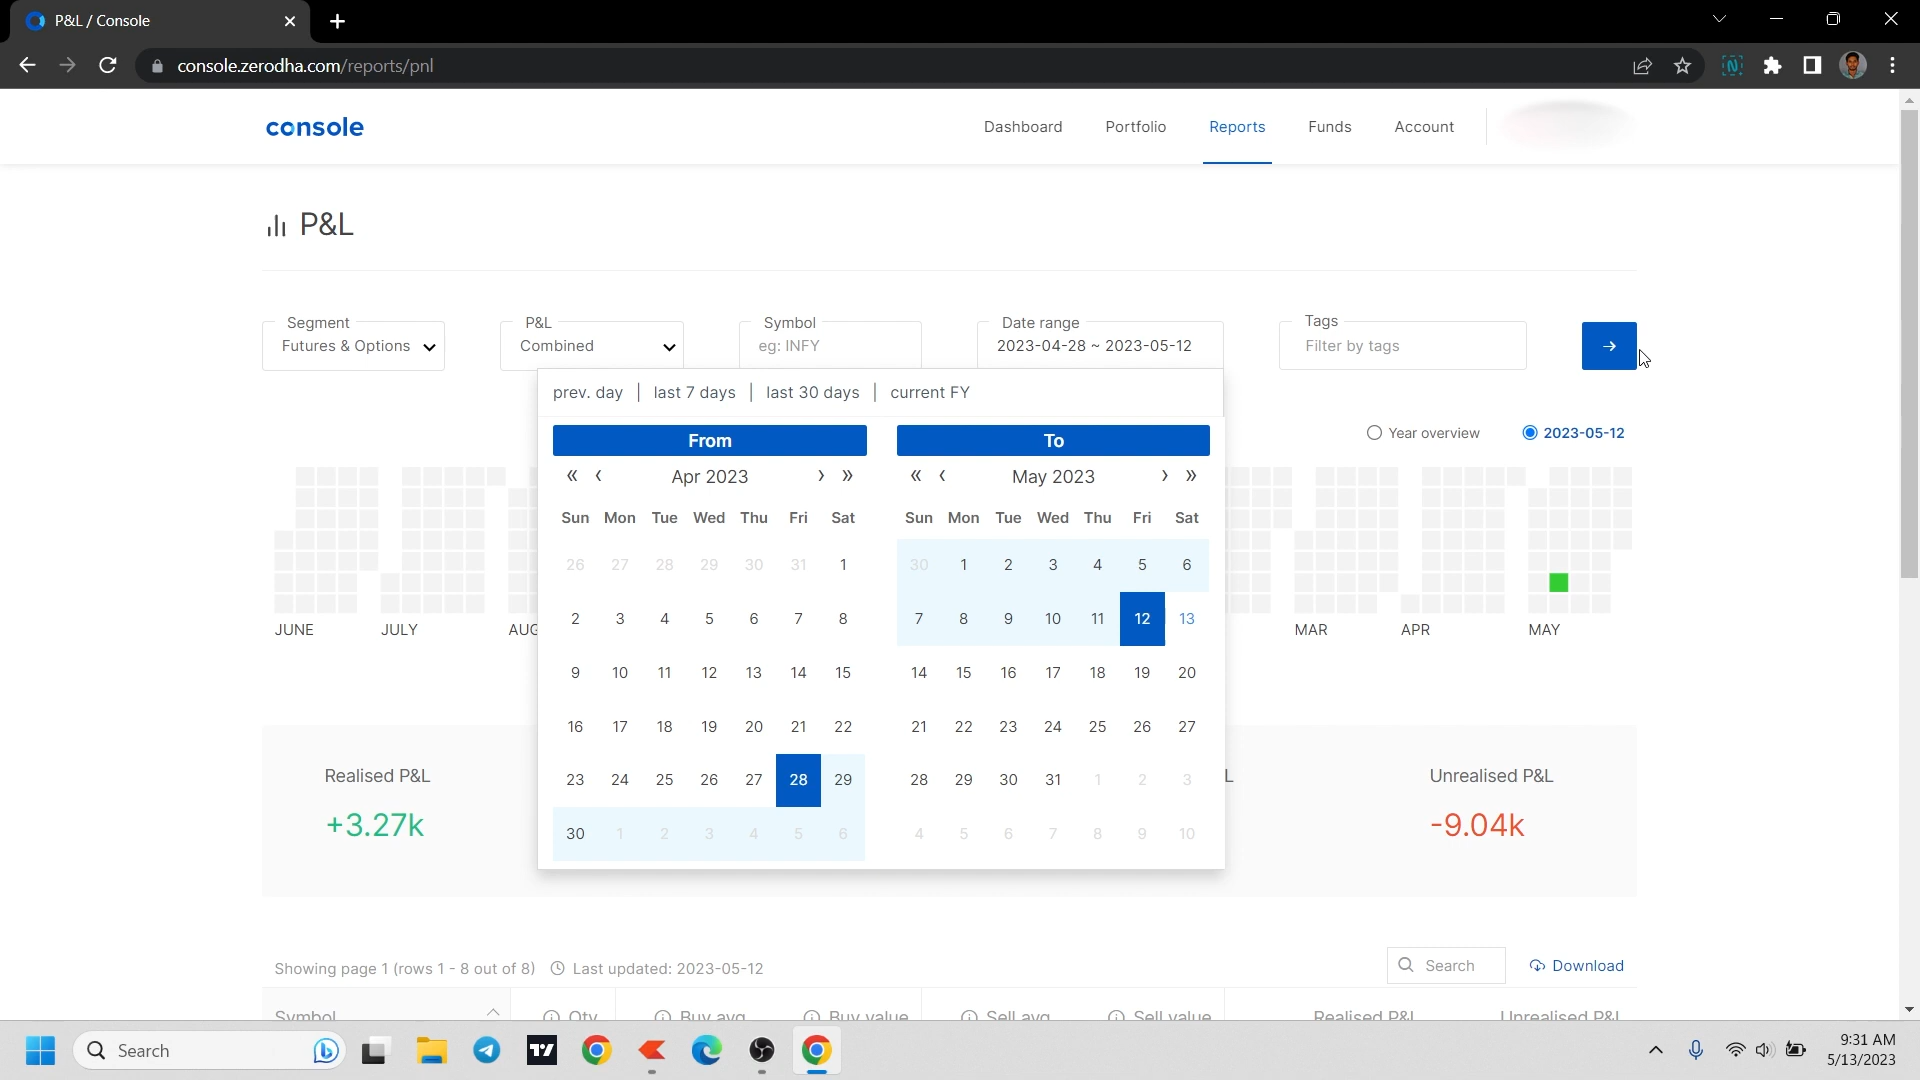 P&L / Console
console.zerodha.com/reports/pnl
console
Dashboard Portfolio Reports Funds Account
P&L
Segment P&L Symbol Date range Tags
Futures & Options Combined eg: INFY 2023-04-28 ~ 2023-05-12 Filter by tags
prev. day | last 7 days | last 30 days | current FY
Year overview 2023-05-12
From To
« ‹ Apr 2023 › » « ‹ May 2023 › »
Sun Mon Tue Wed Thu Fri Sat Sun Mon Tue Wed Thu Fri Sat
26 27 28 29 30 31 1 30 1 2 3 4 5 6
2 3 4 5 6 7 8 7 8 9 10 11 12 13
JUNE JULY AUG MAR APR MAY
9 10 11 12 13 14 15 14 15 16 17 18 19 20
16 17 18 19 20 21 22 21 22 23 24 25 26 27
23 24 25 26 27 28 29 28 29 30 31 1 2 3
30 1 2 3 4 5 6 4 5 6 7 8 9 10
Realised P&L L Unrealised P&L
+3.27k -9.04k
Showing page 1 (rows 1 - 8 out of 8) Last updated: 2023-05-12 Search Download
Symbol Qty. Buy avg. Buy value Sell avg. Sell value Realised P&L Unrealised P&L
Search
9:31 AM
5/13/2023